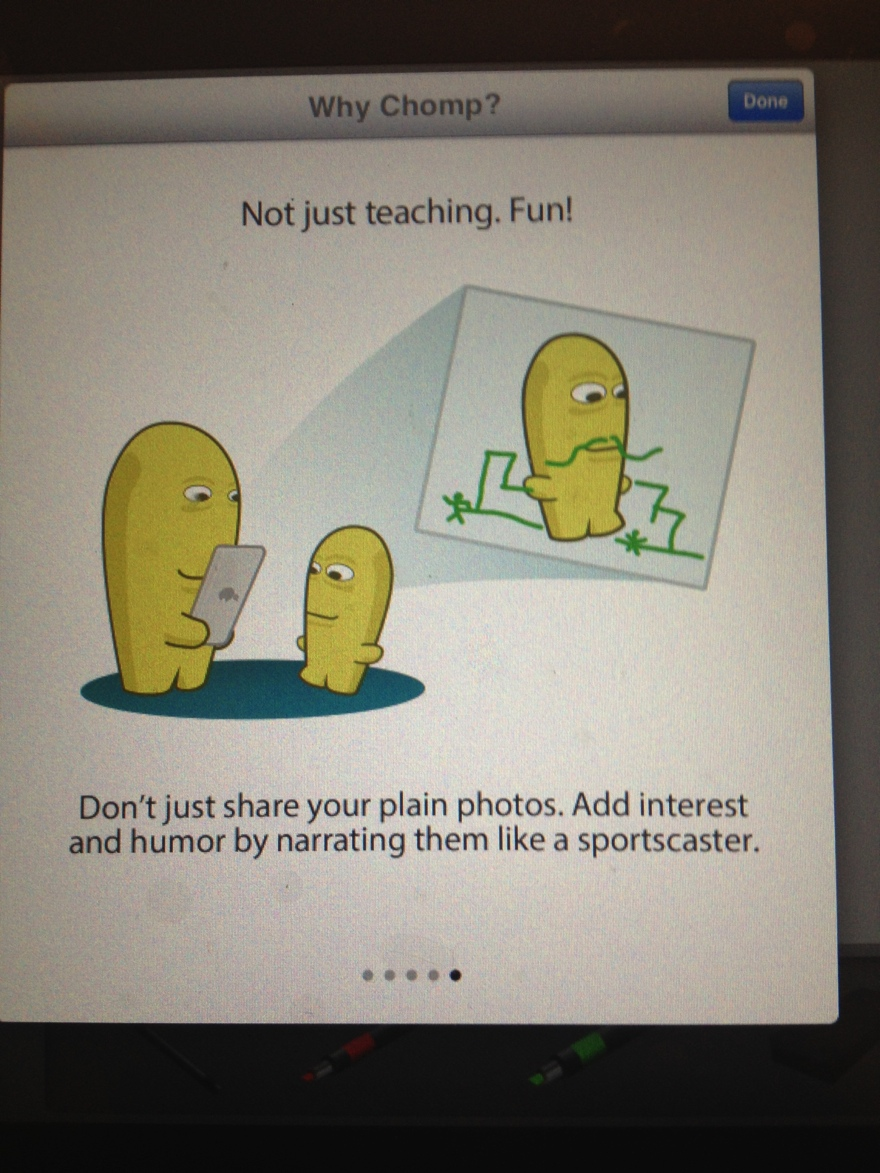 Why Chomp?
Done
Not just teaching. Fun!
Don't just share your plain photos. Add interest
and humor by narrating them like a sportscaster.